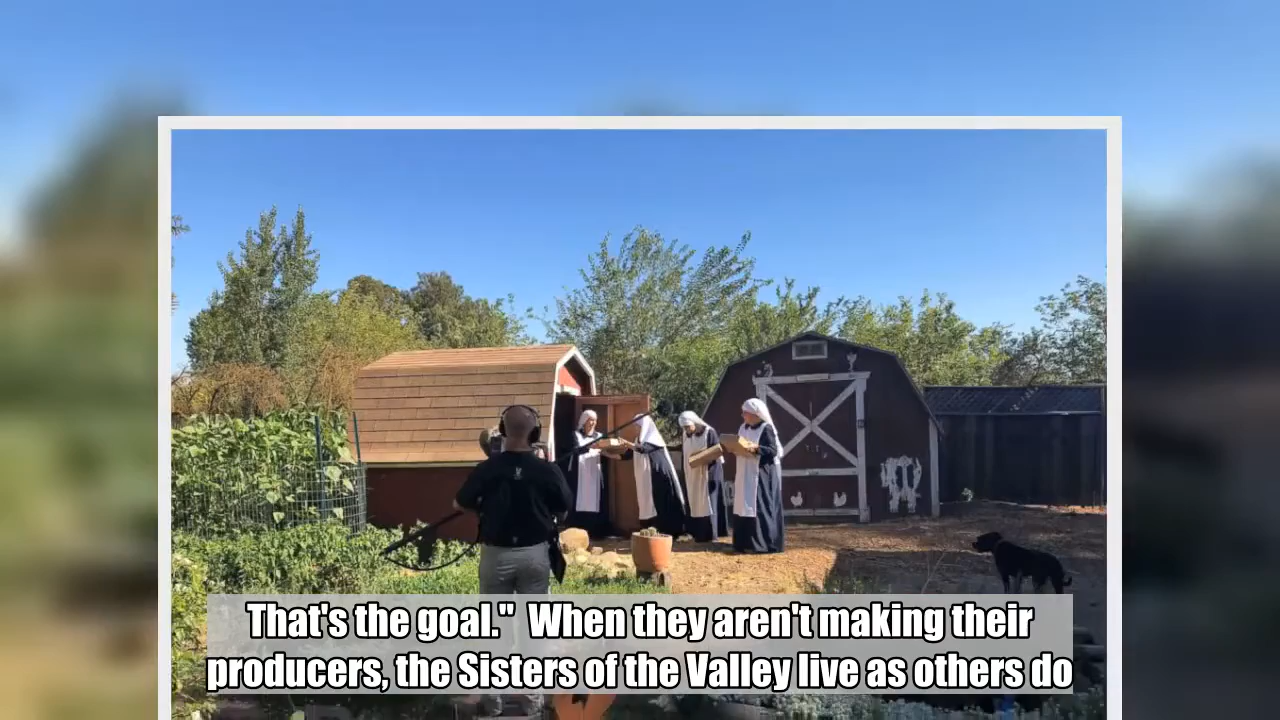 That's the goal." When they aren't making their
producers, the Sisters of the Valley live as others do